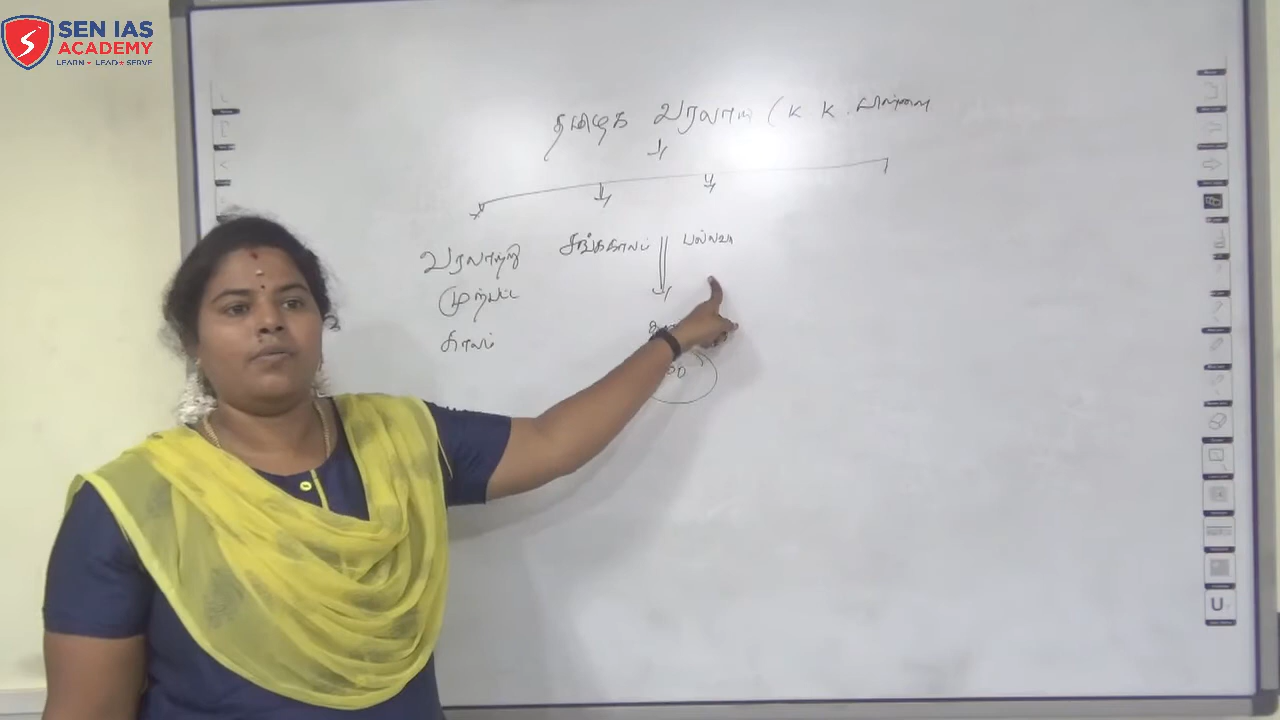 SEN IAS
ACADEMY
LEARN ★ LEAD ★ SERVE
தமிழக வரலாறு ( K K . பிள்ளை
வரலாற்று சங்ககாலம் பல்லவ
முற்பட்ட
காலம்